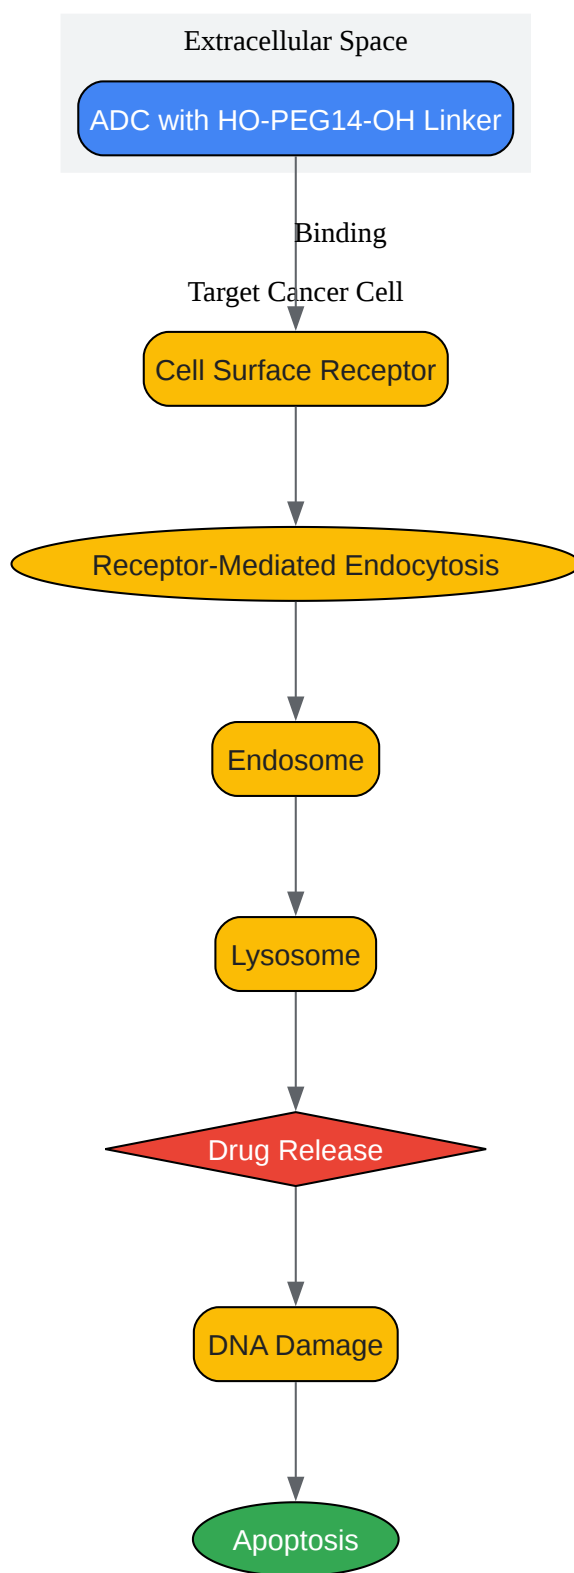 Extracellular Space
ADC with HO-PEG14-OH Linker
Binding
Target Cancer Cell
Cell Surface Receptor
Receptor-Mediated Endocytosis
Endosome
Lysosome
Drug Release
DNA Damage
Apoptosis